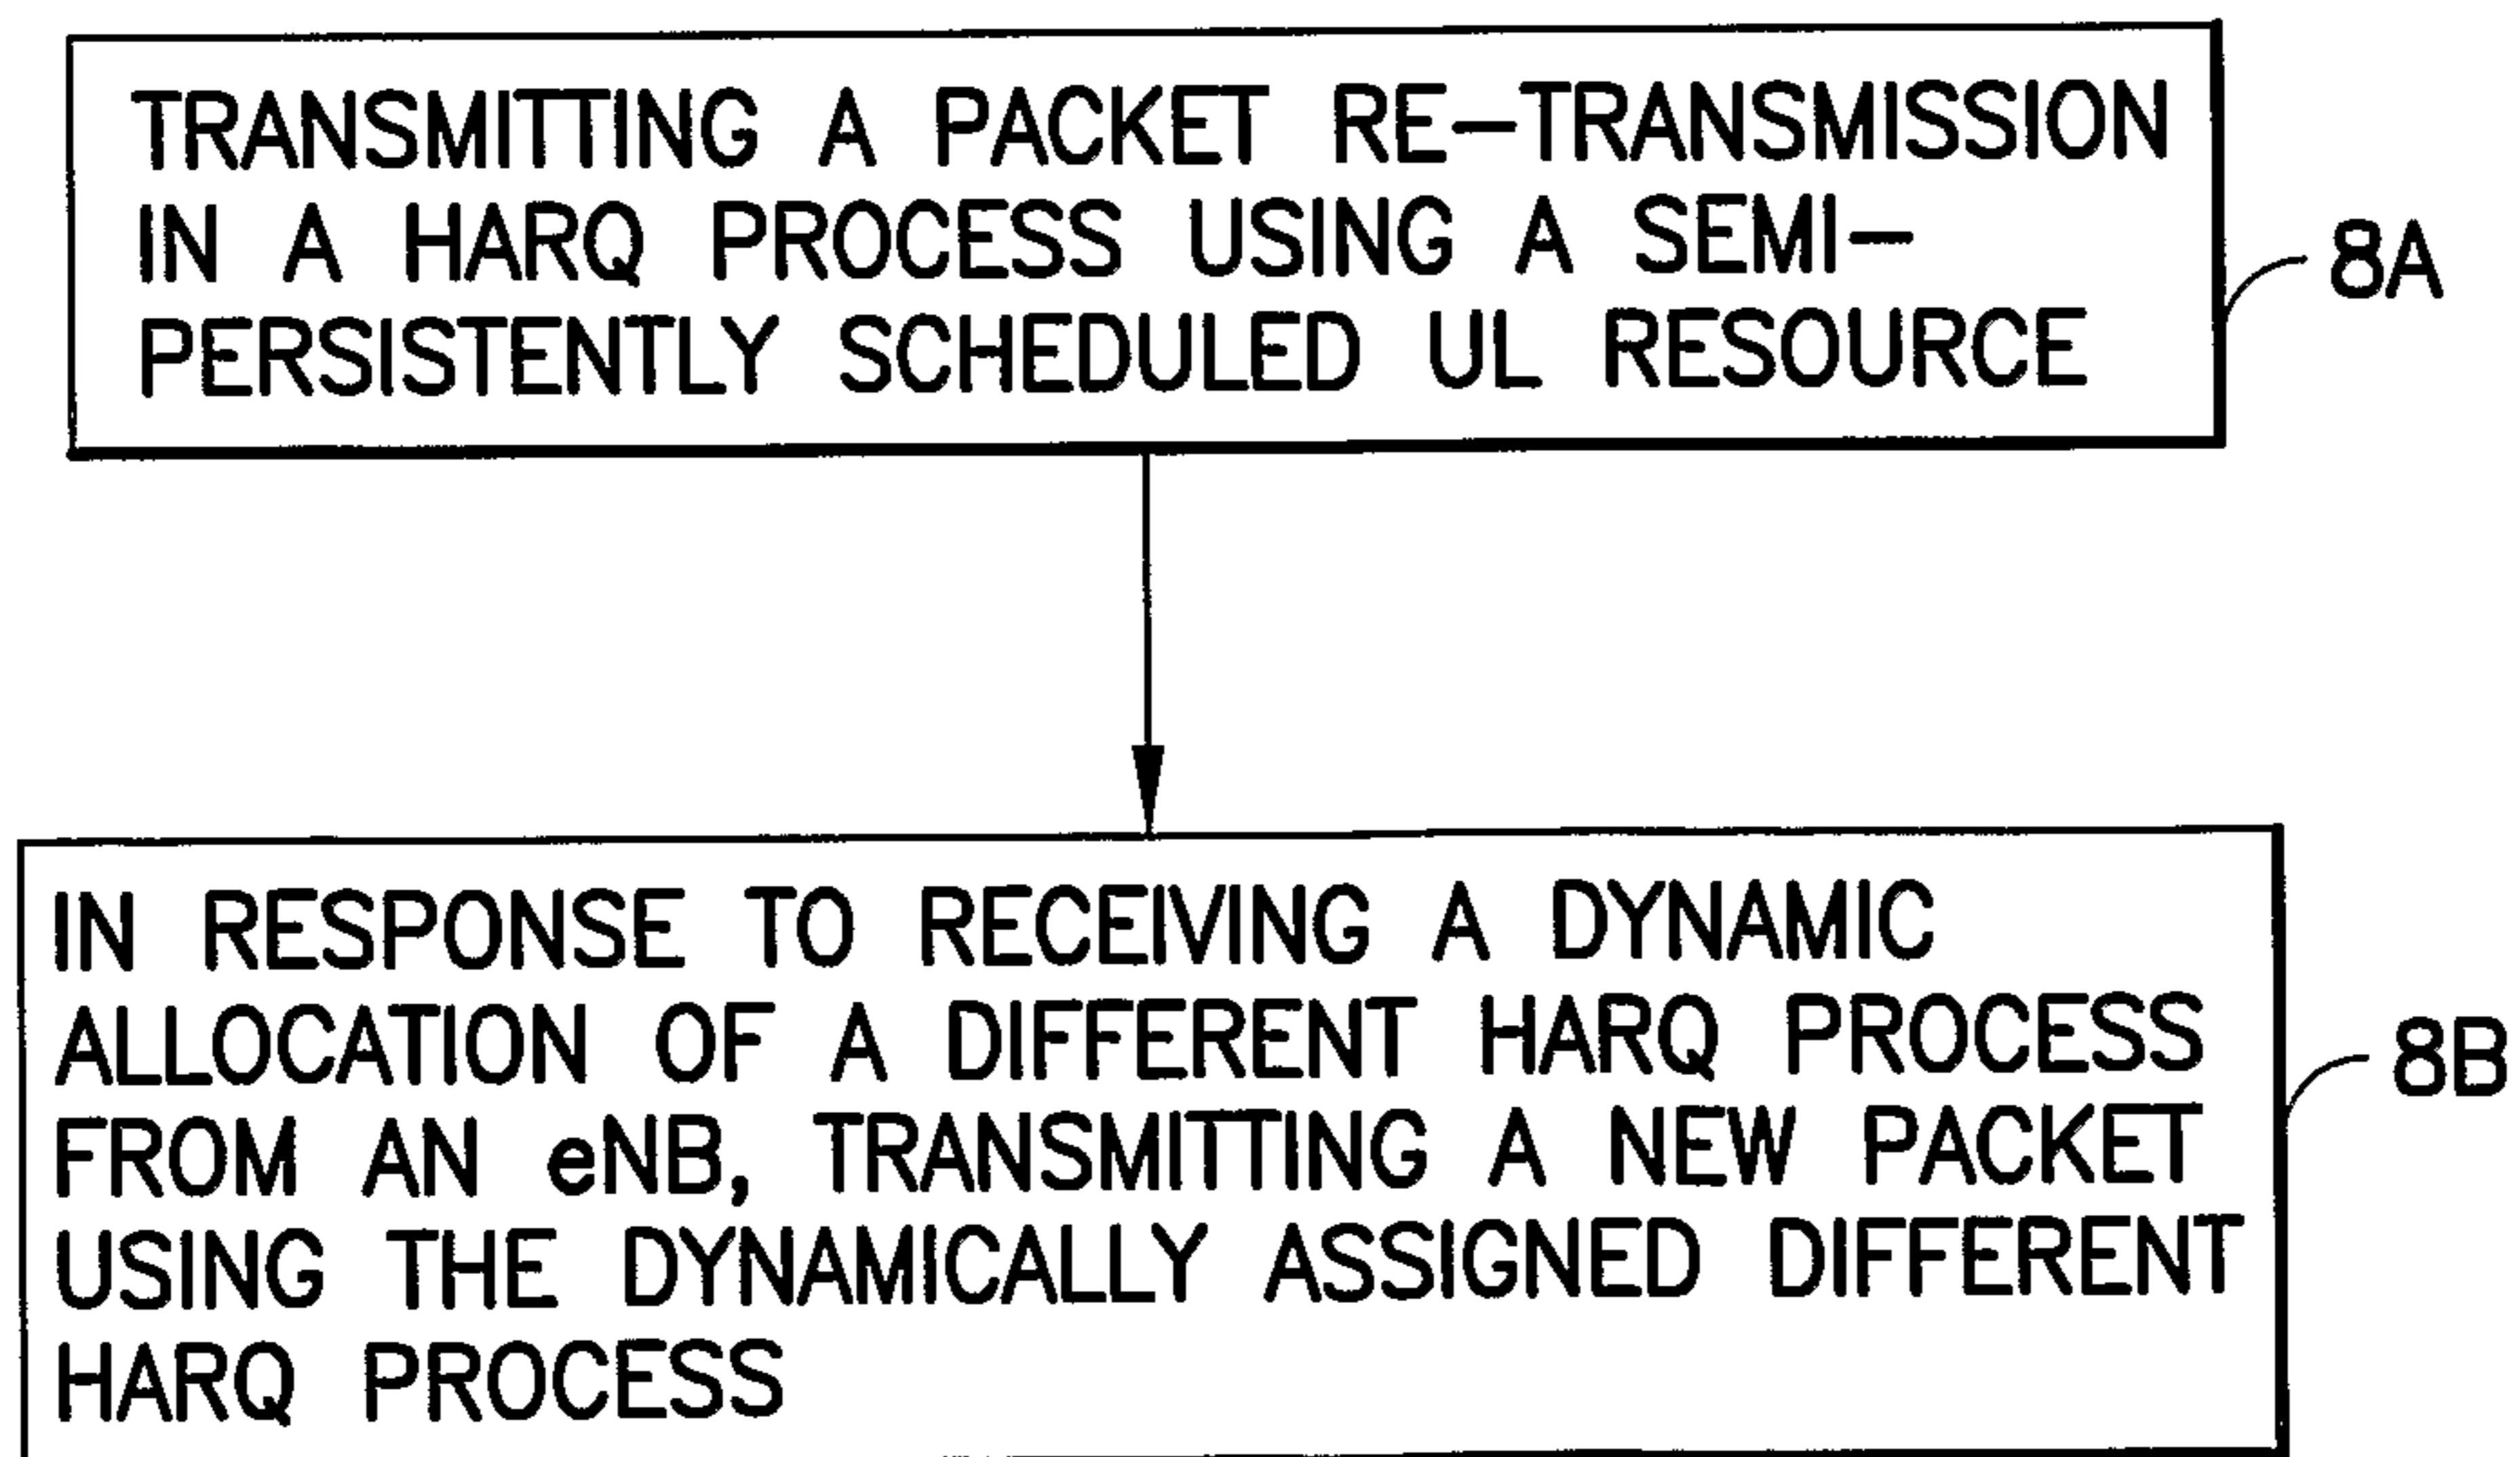 TRANSMITTING A PACKET RE-TRANSMISSION
IN A HARQ PROCESS USING A SEMI-
PERSISTENTLY SCHEDULED UL RESOURCE
8A
IN RESPONSE TO RECEIVING A DYNAMIC
ALLOCATION OF A DIFFERENT HARQ PROCESS
FROM AN eNB, TRANSMITTING A NEW PACKET
USING THE DYNAMICALLY ASSIGNED DIFFERENT
HARQ PROCESS
8B